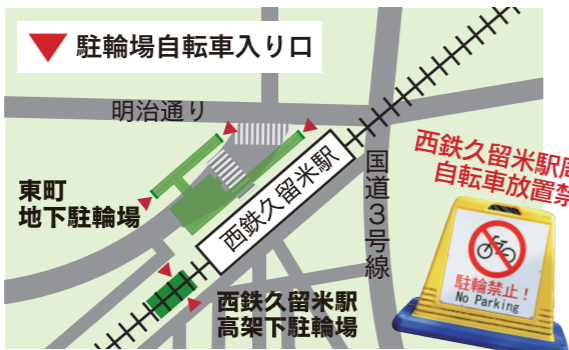 駐輪場自転車入り口
明治通り
東町
地下駐輪場
西鉄久留米駅
国道3号線
西鉄久留米駅
高架下駐輪場
西鉄久留米駅周
自転車放置禁
駐輪禁止!
No Parking